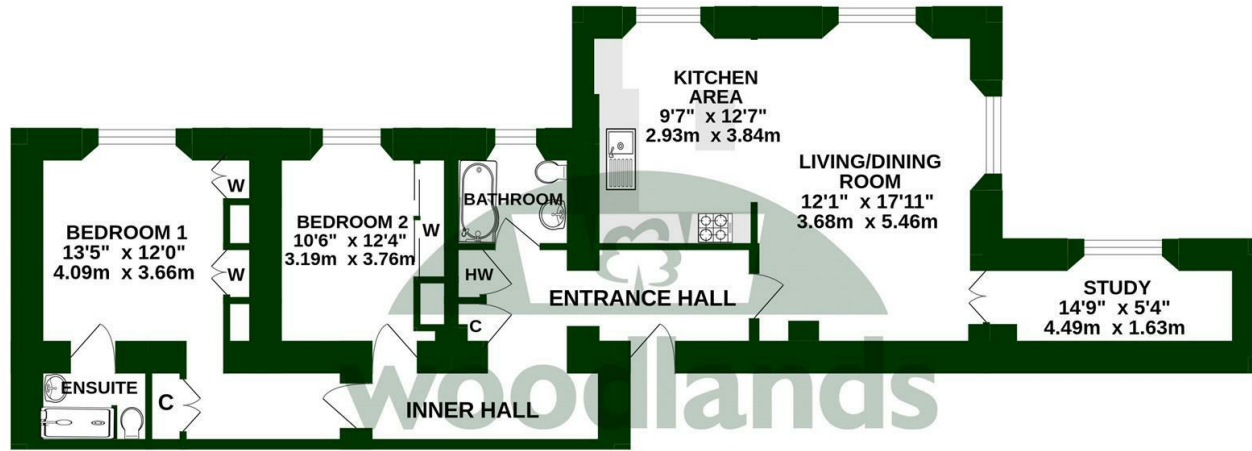 KITCHEN
AREA
9'7" x 12'7"
2.93m x 3.84m
LIVING/DINING
ROOM
12'1" x 17'11"
3.68m x 5.46m
BEDROOM 1
13'5" x 12'0"
4.09m x 3.66m
W
W
BEDROOM 2
10'6" x 12'4"
3.19m x 3.76m
W
BATHROOM
HW
C
ENTRANCE HALL
STUDY
14'9" x 5'4"
4.49m x 1.63m
ENSUITE
C
INNER HALL
woodlands